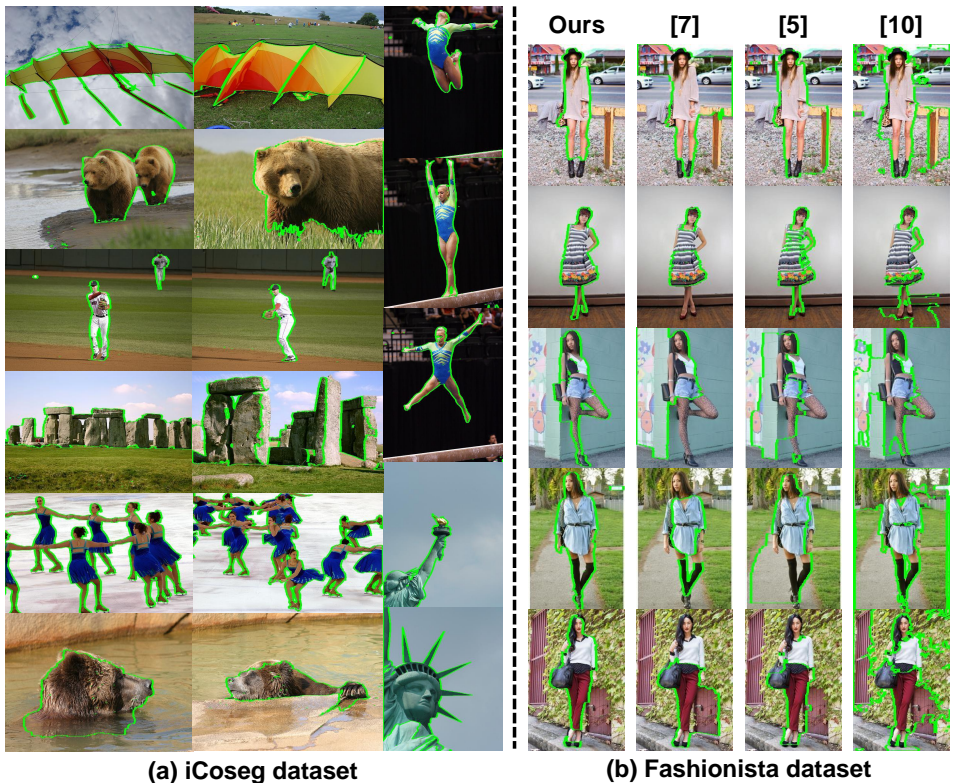 Ours [7] [5] [10]
(a) iCoseg dataset
(b) Fashionista dataset